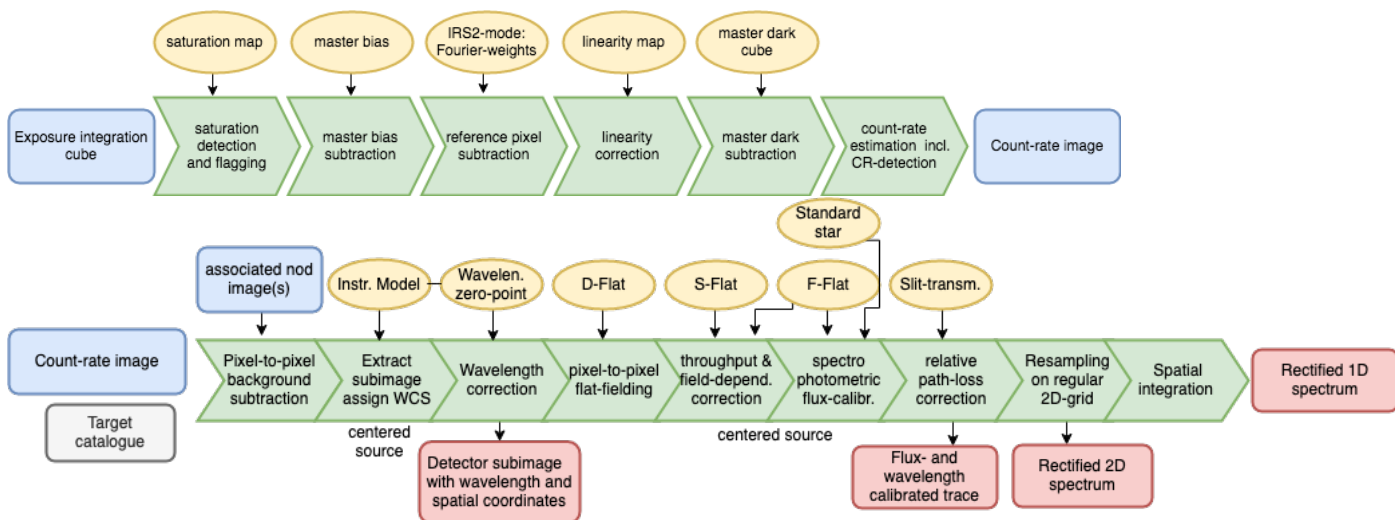 saturation map
master bias
IRS2-mode:
Fourier-weights
linearity map
master dark
cube
Exposure integration
cube
saturation
detection
and flagging
master bias
subtraction
reference pixel
subtraction
linearity
correction
master dark
subtraction
count-rate
estimation incl.
CR-detection
Count-rate image
Standard
star
associated nod
image(s)
Instr. Model
Wavelen.
zero-point
D-Flat
S-Flat
F-Flat
Slit-transm.
Count-rate image
Target
catalogue
Pixel-to-pixel
background
subtraction
Extract
subimage
assign WCS
Wavelength
correction
pixel-to-pixel
flat-fielding
throughput &
field-depend.
correction
spectro
photometric
flux-calibr.
relative
path-loss
correction
Resampling
on regular
2D-grid
Spatial
integration
Rectified 1D
spectrum
centered
source
centered source
Detector subimage
with wavelength and
spatial coordinates
Flux- and
wavelength
calibrated trace
Rectified 2D
spectrum